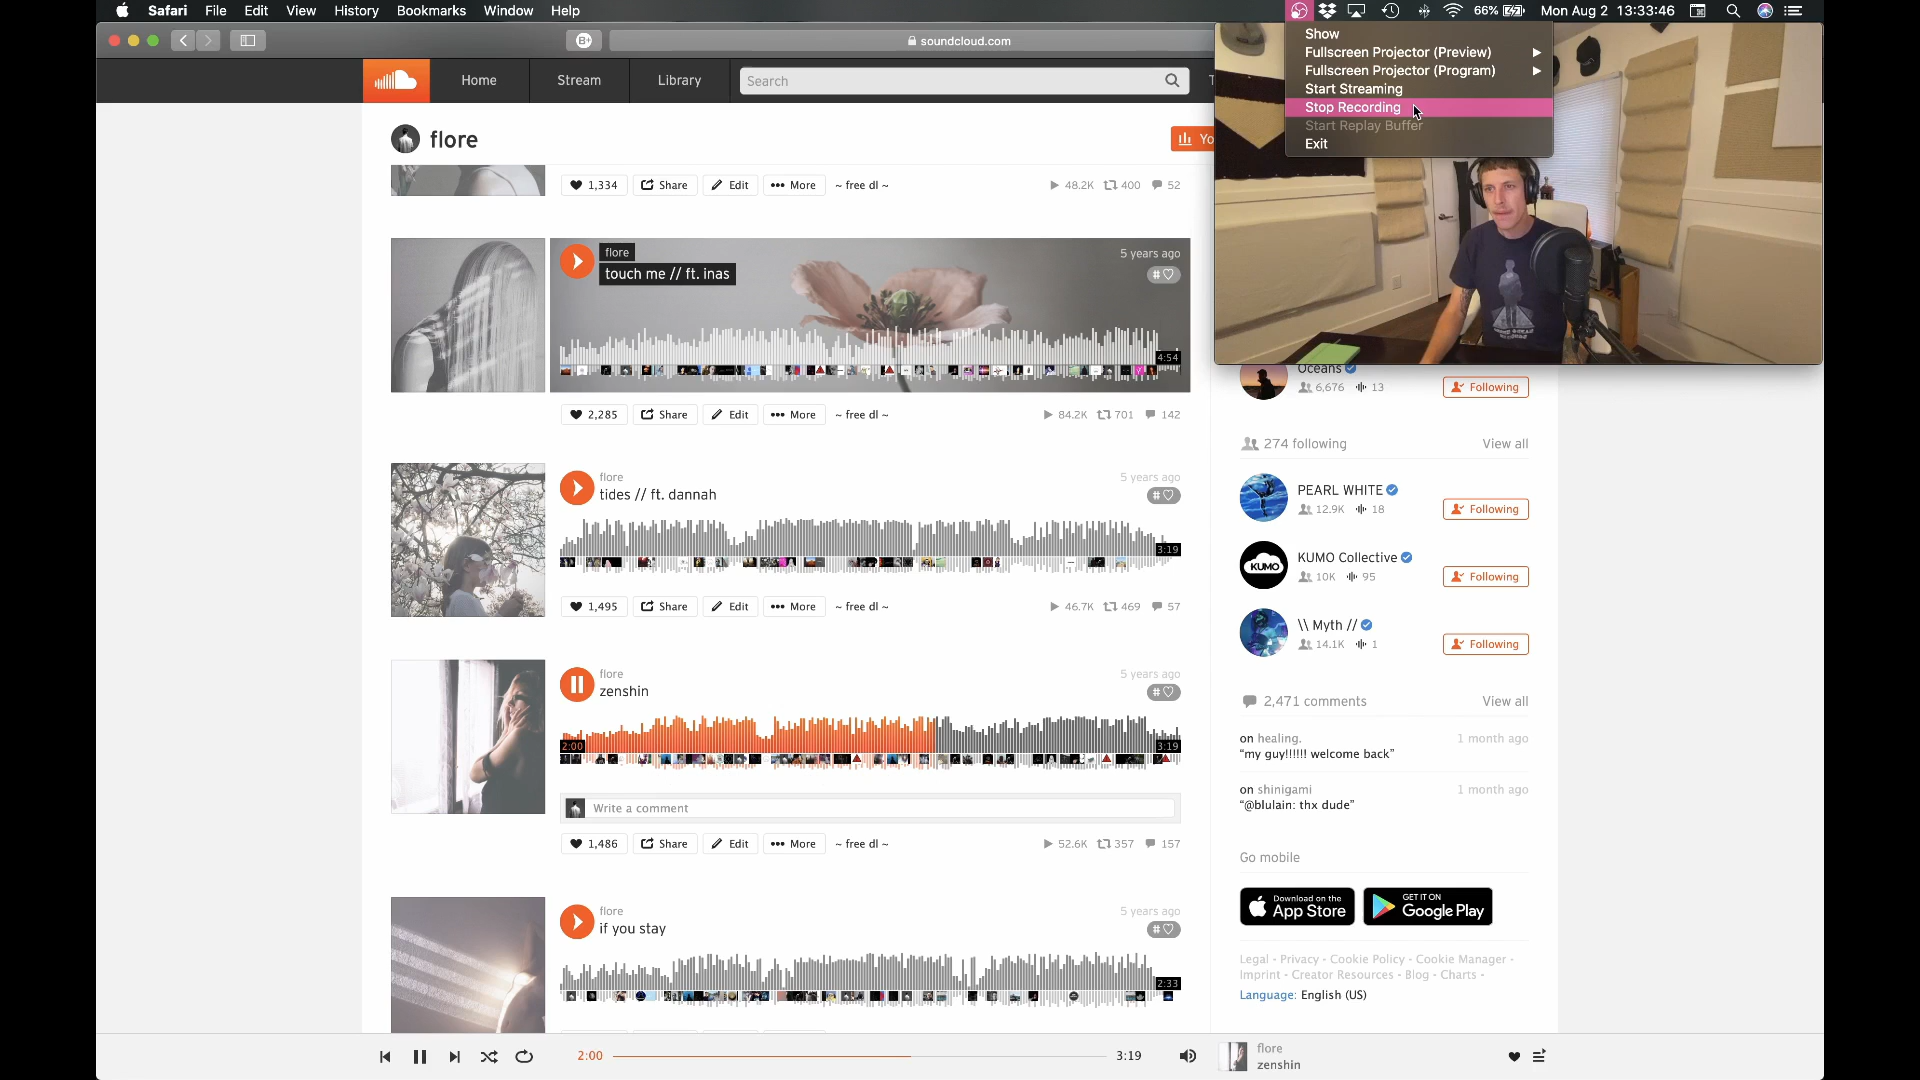 Safari File Edit View History Bookmarks Window Help
66% Mon Aug 2 13:33:46
soundcloud.com
Home Stream Library Search
Show
Fullscreen Projector (Preview)
Fullscreen Projector (Program)
Start Streaming
Stop Recording
Start Replay Buffer
Exit
flore
1,334 Share Edit More ~ free dl ~ 48.2K 400 52
flore 5 years ago
touch me // ft. inas #
4:54
2,285 Share Edit More ~ free dl ~ 84.2K 701 142
flore 5 years ago
tides // ft. dannah #
3:19
1,495 Share Edit More ~ free dl ~ 46.7K 469 57
flore 5 years ago
zenshin #
2:00 3:19
Write a comment
1,486 Share Edit More ~ free dl ~ 52.6K 357 157
flore 5 years ago
if you stay #
2:33
Oceans
6,676 13 Following
274 following View all
PEARL WHITE
12.9K 18 Following
KUMO
KUMO Collective
10K 95 Following
\\ Myth //
14.1K 1 Following
2,471 comments View all
on healing. 1 month ago
“my guy!!!!!! welcome back”
on shinigami 1 month ago
“@blulain: thx dude”
Go mobile
Download on the
App Store
GET IT ON
Google Play
Legal - Privacy - Cookie Policy - Cookie Manager -
Imprint - Creator Resources - Blog - Charts -
Language: English (US)
2:00 3:19
flore
zenshin